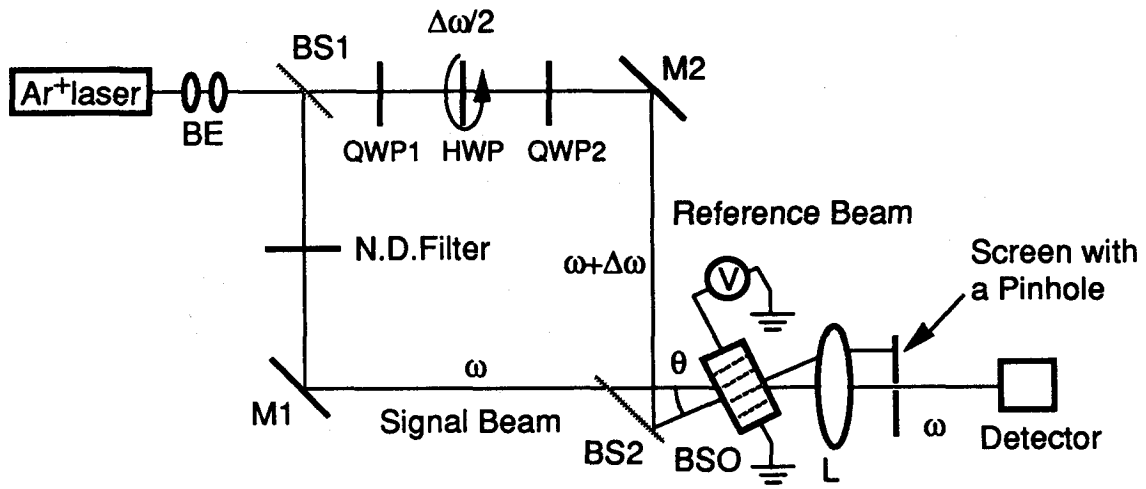 Δω/2
BS1
M2
Ar+laser
BE
QWP1
HWP
QWP2
Reference Beam
N.D.Filter
ω+Δω
V
Screen with
a Pinhole
θ
ω
M1
Signal Beam
BS2
BSO
L
ω
Detector